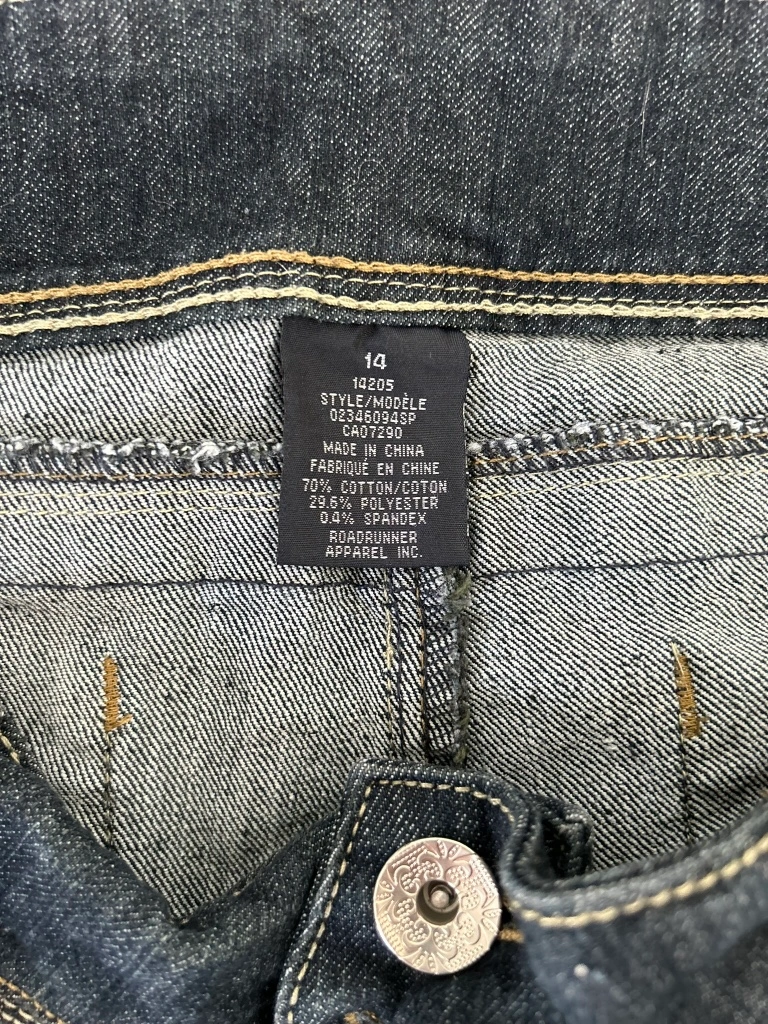 14
14205
STYLE/MODÈLE
02346094SP
CA07290
MADE IN CHINA
FABRIQUÉ EN CHINE
70% COTTON/COTON
29.6% POLYESTER
0.4% SPANDEX
ROADRUNNER
APPAREL INC.